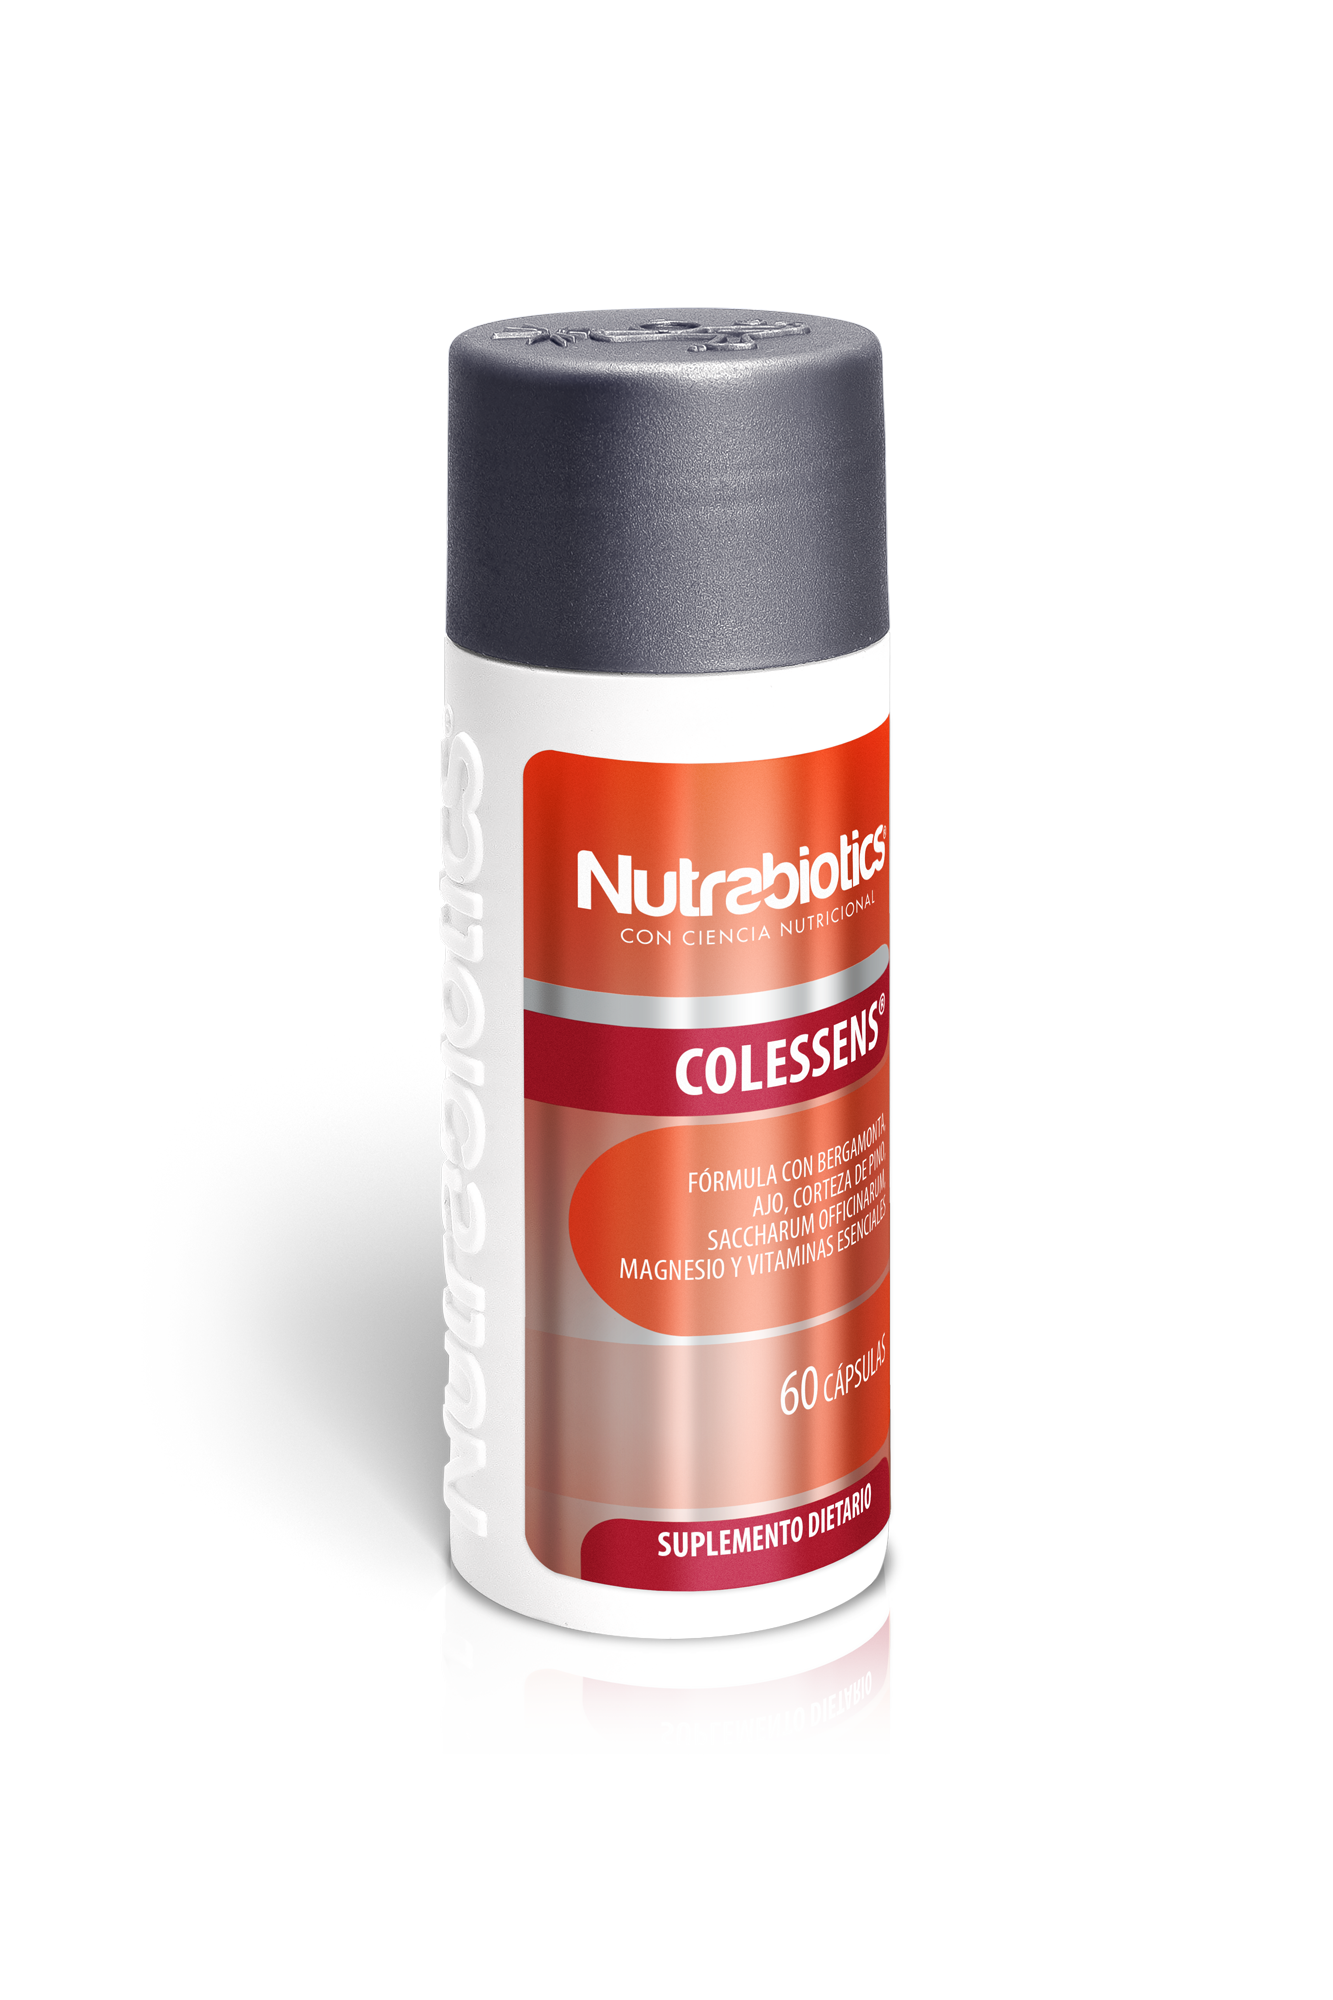 Nutrabiotics®
CON CIENCIA NUTRICIONAL
COLESSENS®
FÓRMULA CON BERGAMONTA,
AJO, CORTEZA DE PINO,
SACCHARUM OFFICINARUM,
MAGNESIO Y VITAMINAS ESENCIALES
60 CÁPSULAS
SUPLEMENTO DIETARIO
Nutrabiotics®